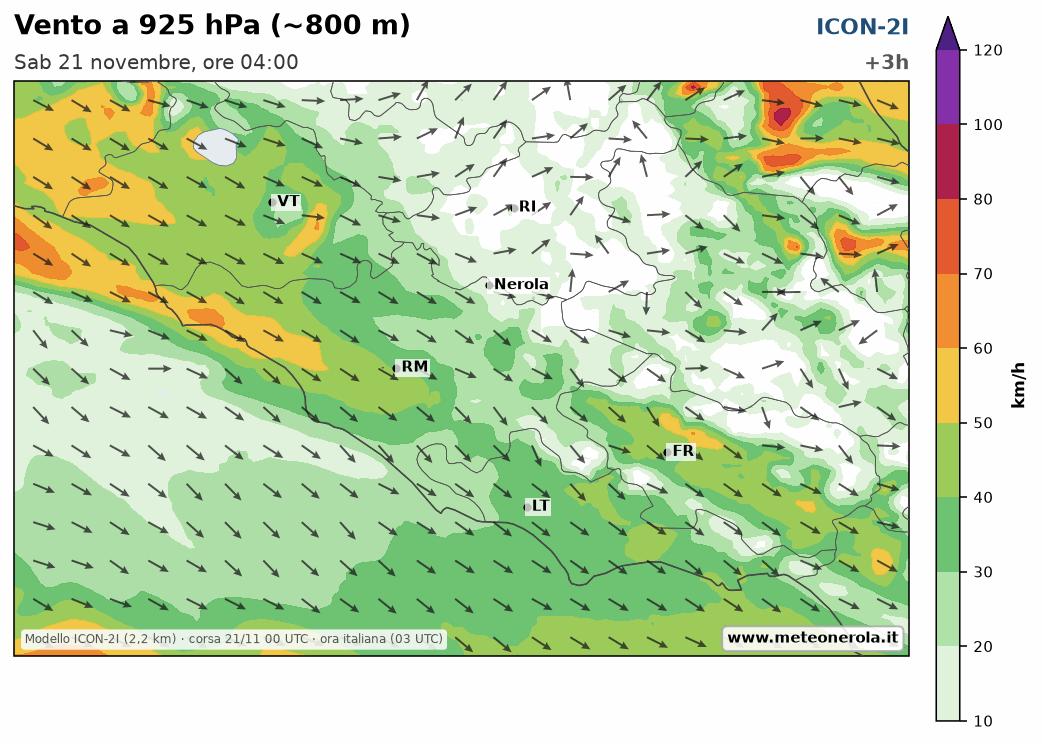 Vento a 925 hPa (~800 m)
ICON-2I
Sab 21 novembre, ore 04:00
+3h
120
100
80
70
60
50
40
30
20
10
km/h
VT
RI
Nerola
RM
FR
LT
Modello ICON-2I (2,2 km) · corsa 21/11 00 UTC · ora italiana (03 UTC)
www.meteonerola.it